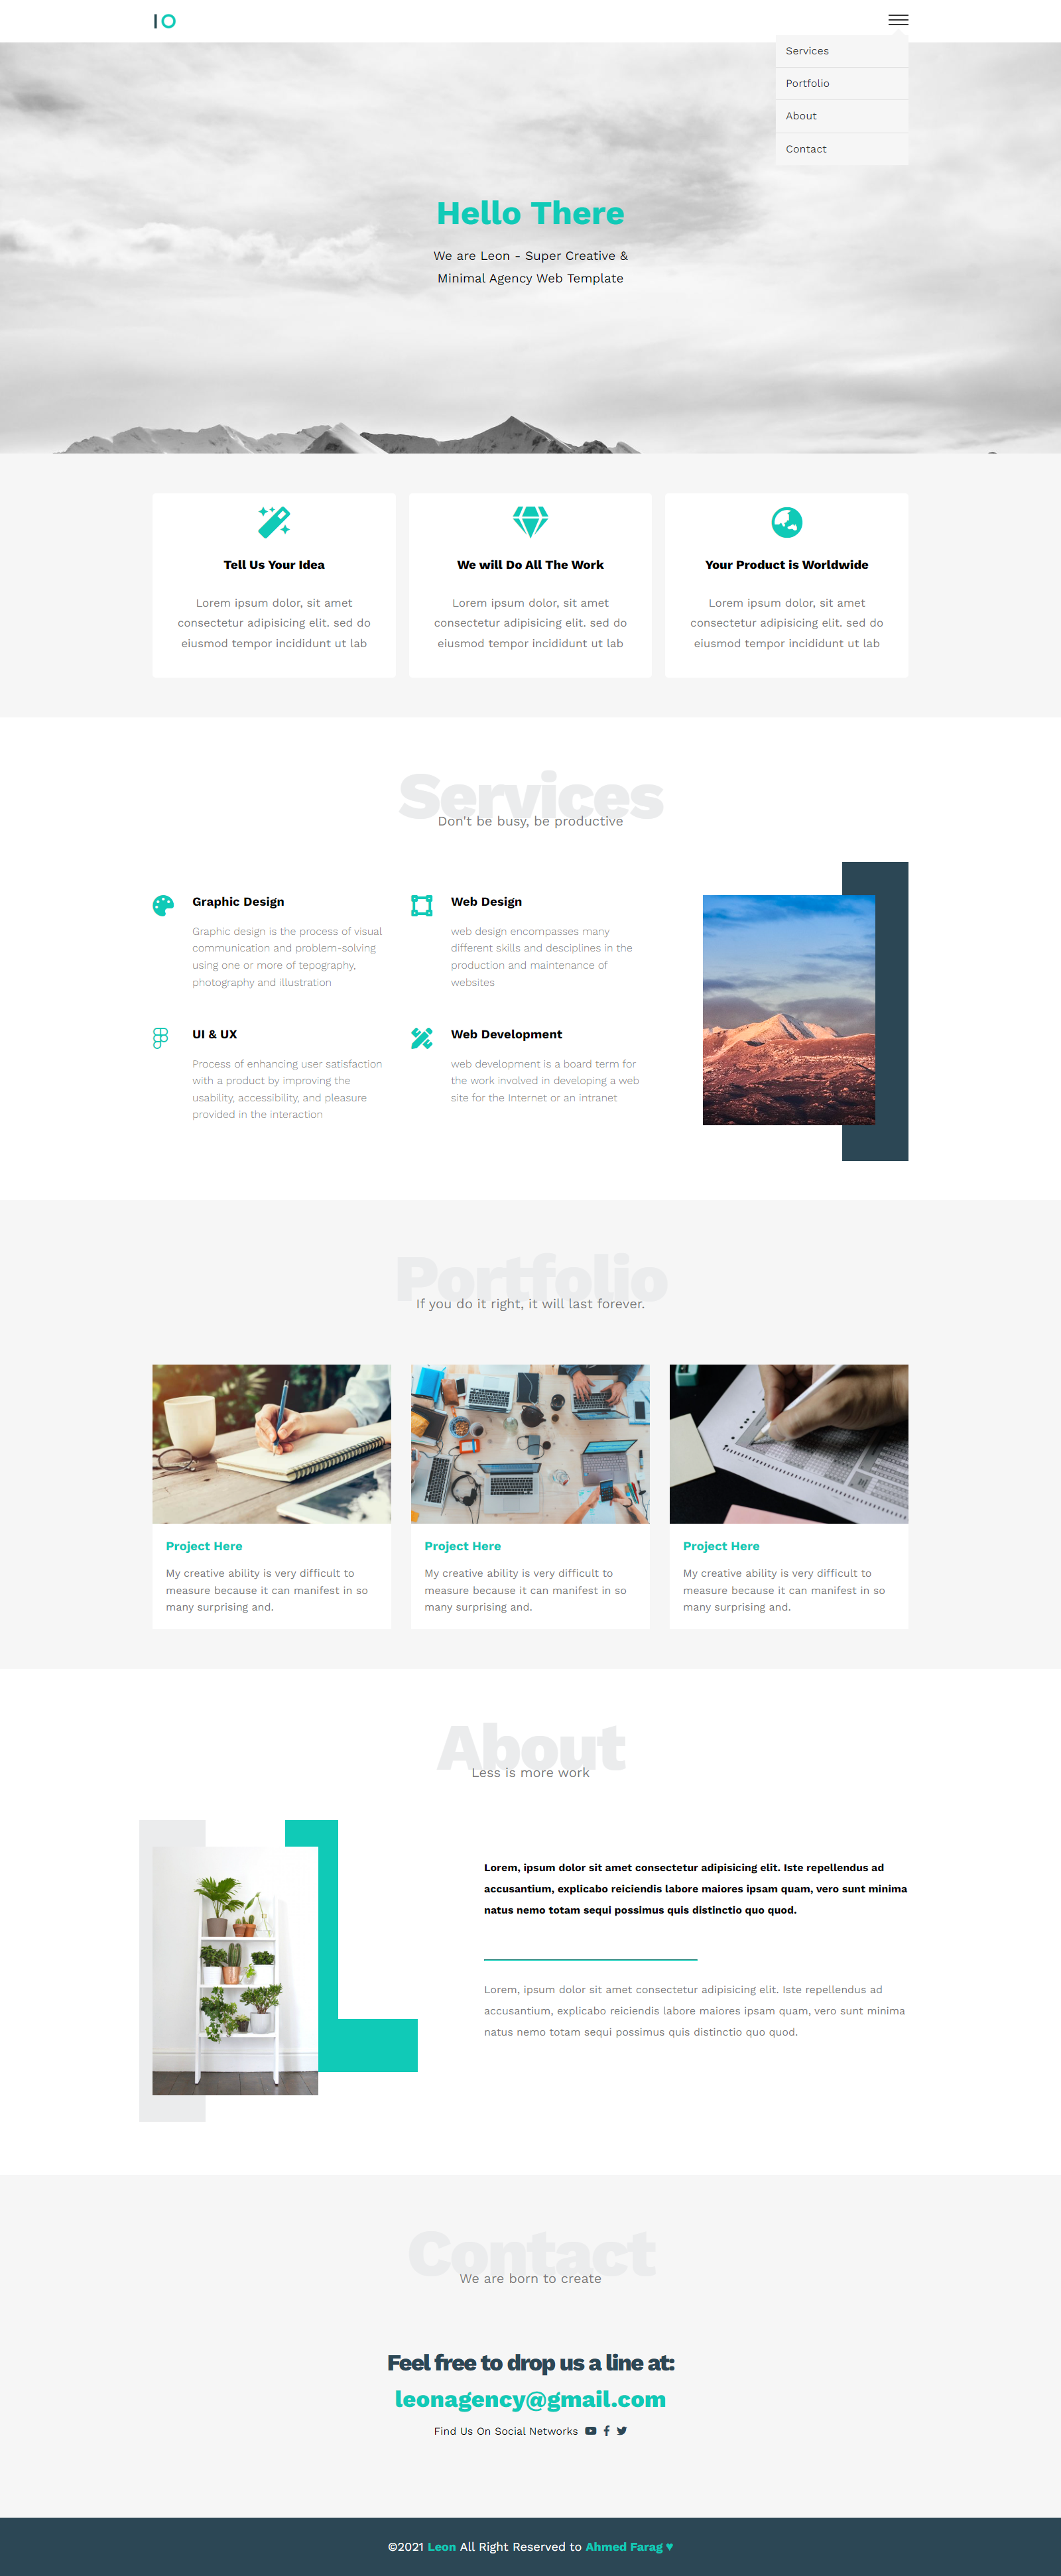 IO
Services
Portfolio
About
Contact
Hello There
We are Leon - Super Creative &
Minimal Agency Web Template
Tell Us Your Idea
Lorem ipsum dolor, sit amet
consectetur adipisicing elit. sed do
eiusmod tempor incididunt ut lab
We will Do All The Work
Lorem ipsum dolor, sit amet
consectetur adipisicing elit. sed do
eiusmod tempor incididunt ut lab
Your Product is Worldwide
Lorem ipsum dolor, sit amet
consectetur adipisicing elit. sed do
eiusmod tempor incididunt ut lab
Services
Don't be busy, be productive
Graphic Design
Graphic design is the process of visual
communication and problem-solving
using one or more of tepography,
photography and illustration
Web Design
web design encompasses many
different skills and desciplines in the
production and maintenance of
websites
UI & UX
Process of enhancing user satisfaction
with a product by improving the
usability, accessibility, and pleasure
provided in the interaction
Web Development
web development is a board term for
the work involved in developing a web
site for the Internet or an intranet
Portfolio
If you do it right, it will last forever.
Project Here
My creative ability is very difficult to
measure because it can manifest in so
many surprising and.
Project Here
My creative ability is very difficult to
measure because it can manifest in so
many surprising and.
Project Here
My creative ability is very difficult to
measure because it can manifest in so
many surprising and.
About
Less is more work
Lorem, ipsum dolor sit amet consectetur adipisicing elit. Iste repellendus ad
accusantium, explicabo reiciendis labore maiores ipsam quam, vero sunt minima
natus nemo totam sequi possimus quis distinctio quo quod.
Lorem, ipsum dolor sit amet consectetur adipisicing elit. Iste repellendus ad
accusantium, explicabo reiciendis labore maiores ipsam quam, vero sunt minima
natus nemo totam sequi possimus quis distinctio quo quod.
Contact
We are born to create
Feel free to drop us a line at:
leonagency@gmail.com
Find Us On Social Networks
©2021 Leon All Right Reserved to Ahmed Farag ♥